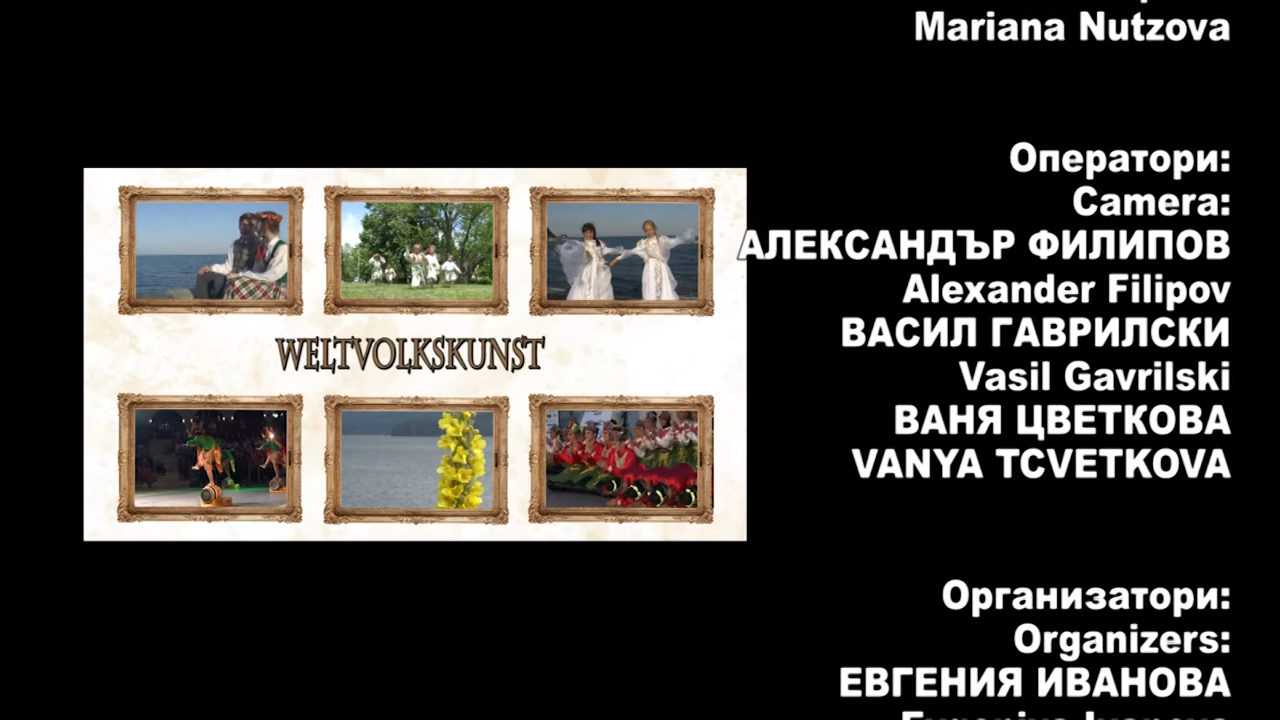 Mariana Nutzova
Оператори:
Camera:
АЛЕКСАНДЪР ФИЛИПОВ
Alexander Filipov
ВАСИЛ ГАВРИЛСКИ
Vasil Gavrilski
ВАНЯ ЦВЕТКОВА
VANYA TCVETKOVA
WELTVOLKSKUNST
Организатори:
Organizers:
ЕВГЕНИЯ ИВАНОВА